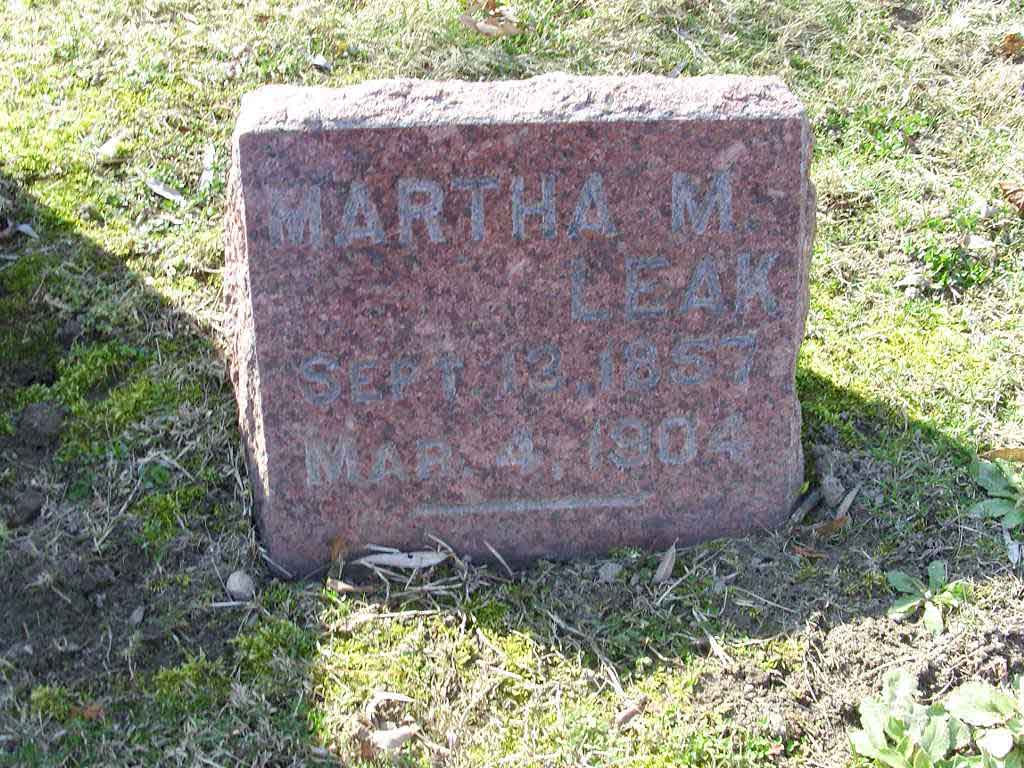 MARTHA M.
LEAK
SEPT. 13, 1857
MAR. 4, 1904